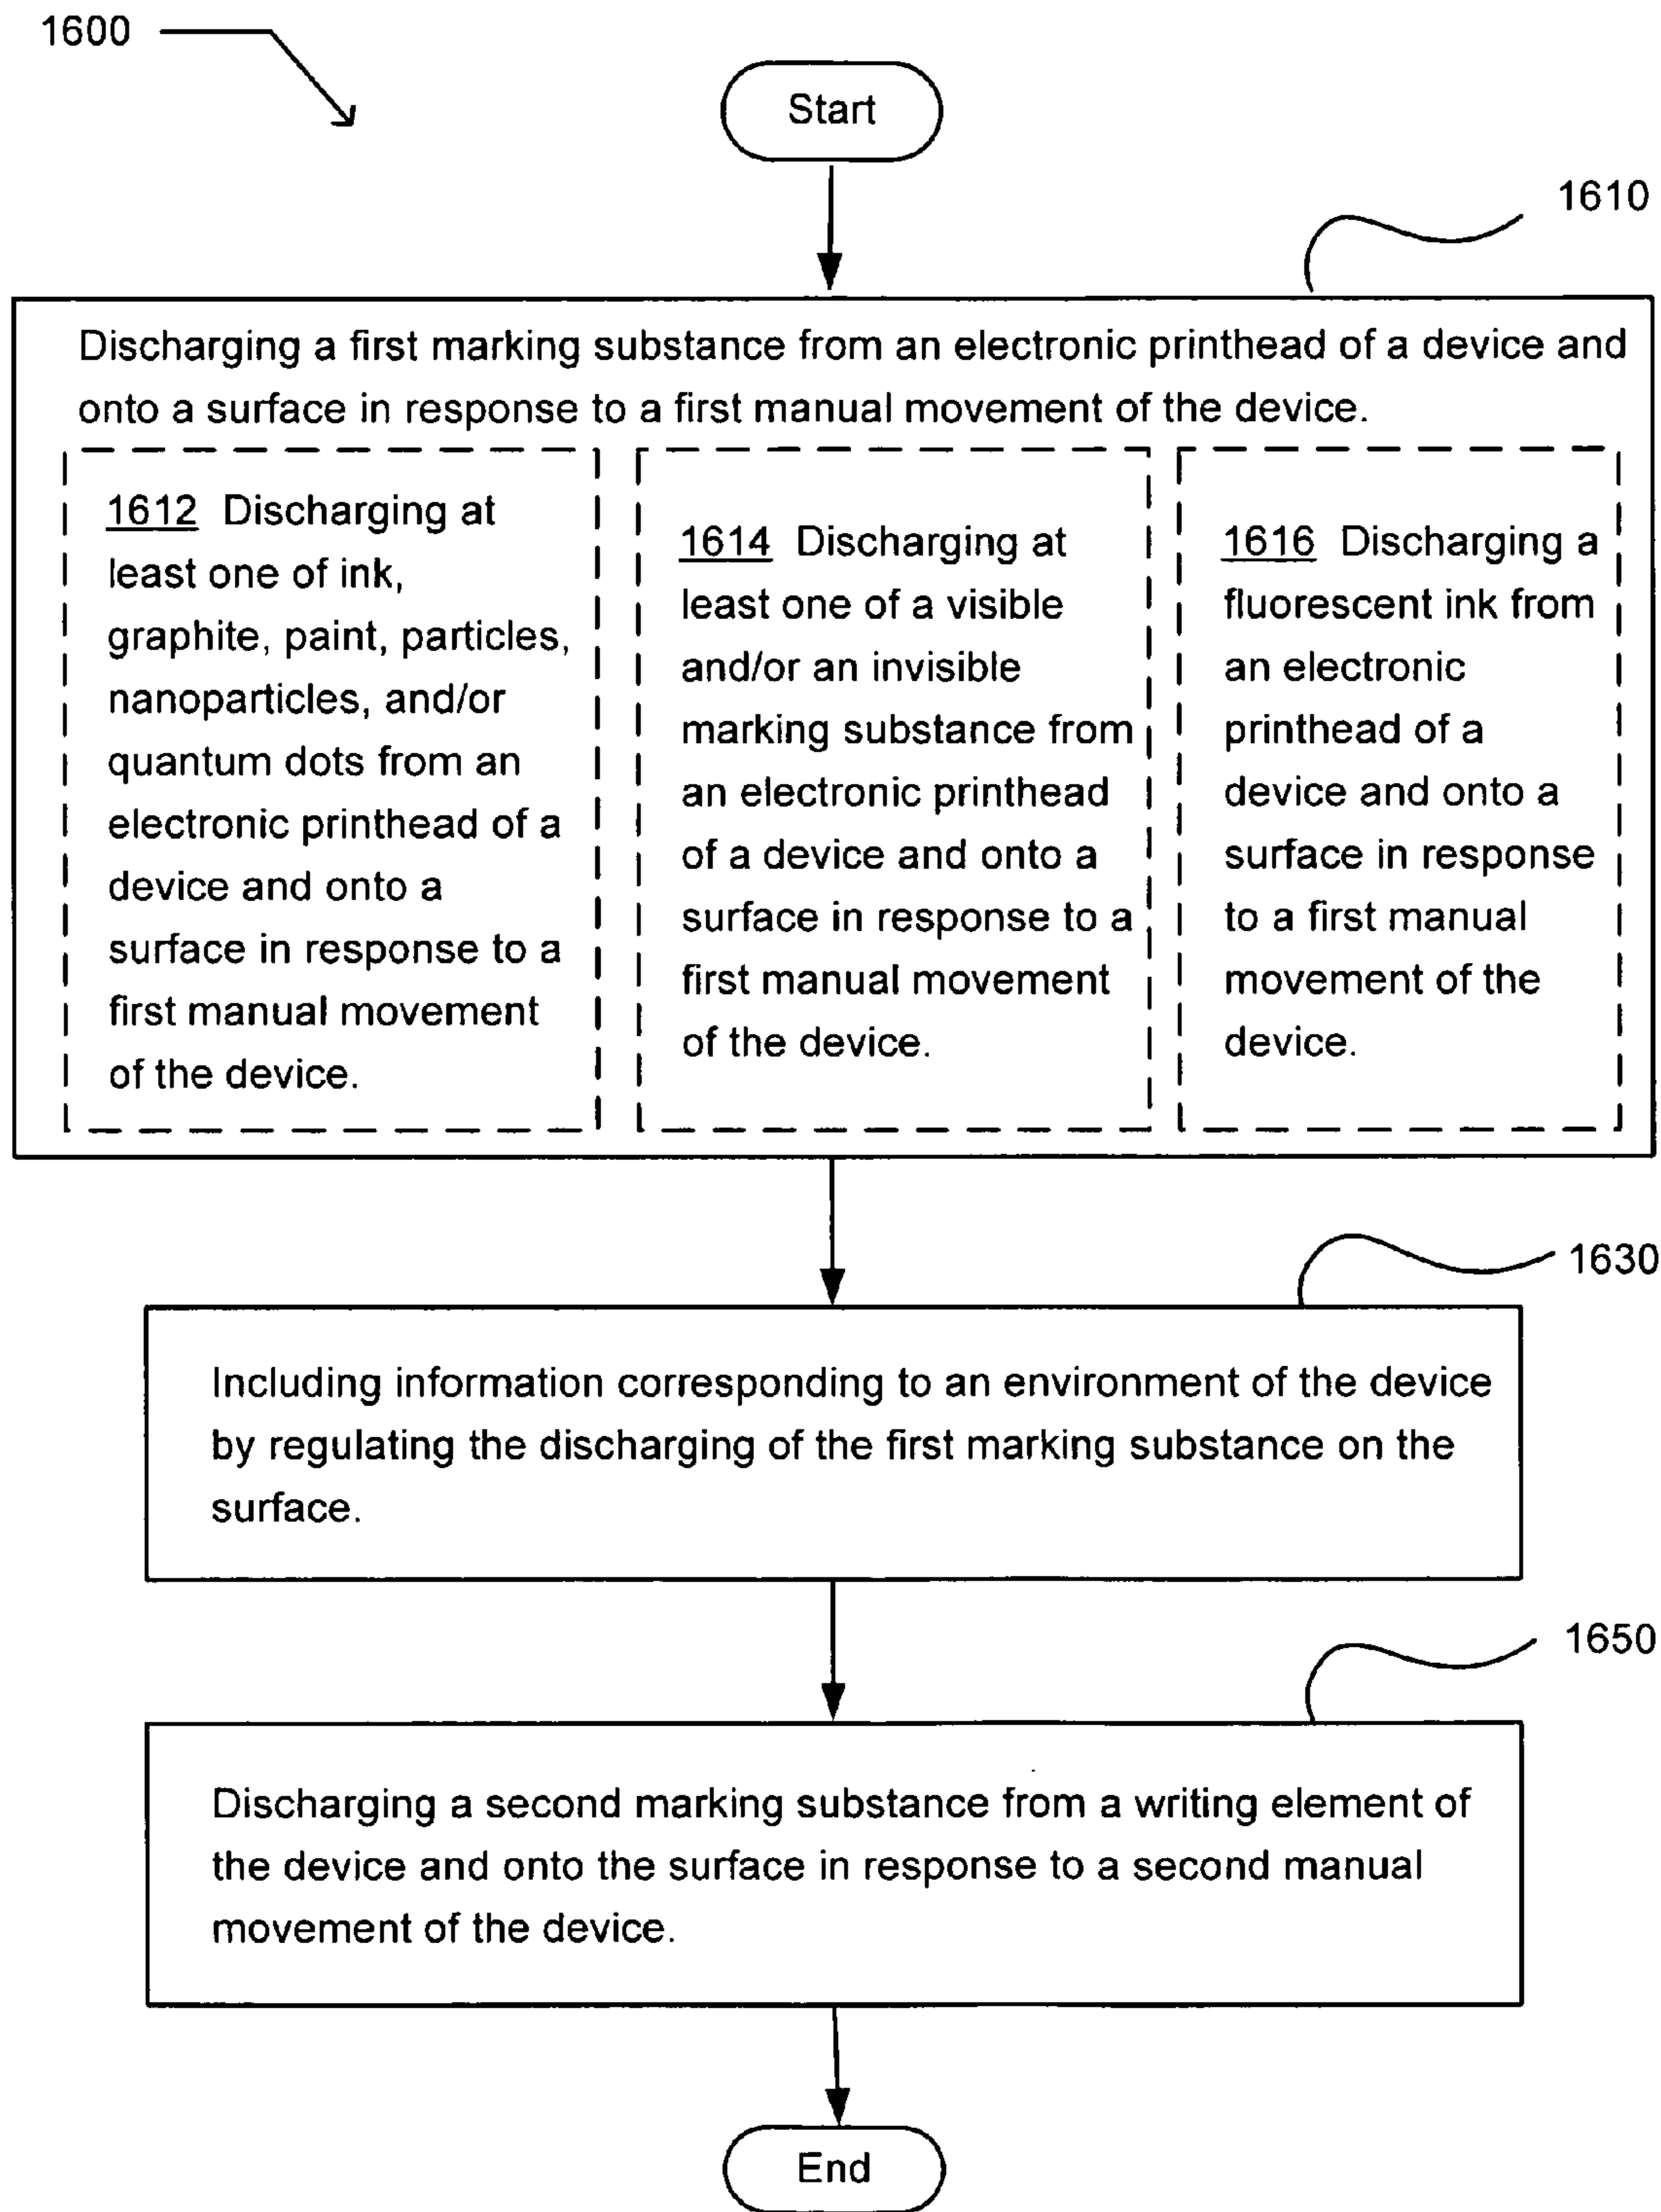 1600
Start
1610
Discharging a first marking substance from an electronic printhead of a device and
onto a surface in response to a first manual movement of the device.
1612 Discharging at
least one of ink,
graphite, paint, particles,
nanoparticles, and/or
quantum dots from an
electronic printhead of a
device and onto a
surface in response to a
first manual movement
of the device.
1614 Discharging at
least one of a visible
and/or an invisible
marking substance from
an electronic printhead
of a device and onto a
surface in response to a
first manual movement
of the device.
1616 Discharging a
fluorescent ink from
an electronic
printhead of a
device and onto a
surface in response
to a first manual
movement of the
device.
1630
Including information corresponding to an environment of the device
by regulating the discharging of the first marking substance on the
surface.
1650
Discharging a second marking substance from a writing element of
the device and onto the surface in response to a second manual
movement of the device.
End